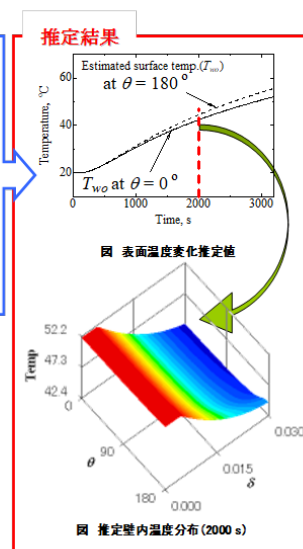 推定結果
60
40
20
Temperature, ℃
Estimated surface temp.(Two)
at θ = 180°
Two at θ = 0°
0
1000
2000
3000
Time, s
図 表面温度変化推定値
52.2
47.3
42.4
Temp
0
90
180
θ
0.000
0.015
0.030
δ
図 推定壁内温度分布(2000 s)